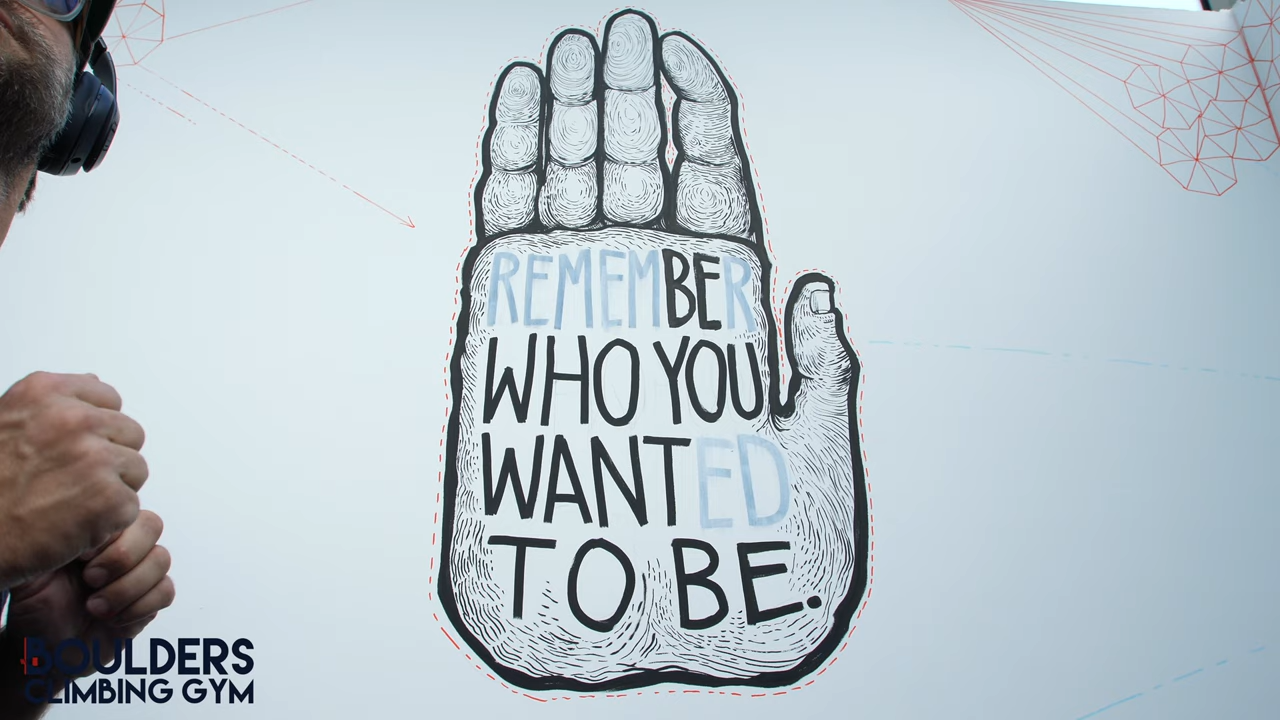 REMEMBER
WHO YOU
WANTED
TO BE.
BOULDERS
CLIMBING GYM